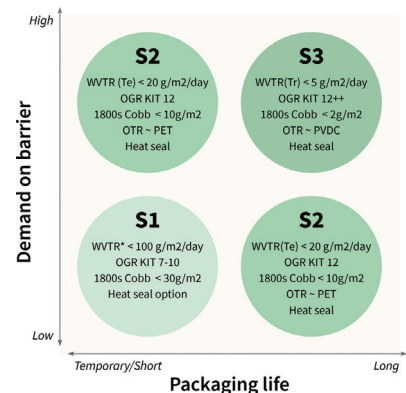 High
Demand on barrier
S2
WVTR (Te) < 20 g/m2/day
OGR KIT 12
1800s Cobb < 10g/m2
OTR ~ PET
Heat seal
S3
WVTR(Tr) < 5 g/m2/day
OGR KIT 12++
1800s Cobb < 2g/m2
OTR ~ PVDC
Heat seal
S1
WVTR* < 100 g/m2/day
OGR KIT 7-10
1800s Cobb < 30g/m2
Heat seal option
S2
WVTR(Te) < 20 g/m2/day
OGR KIT 12
1800s Cobb < 10g/m2
OTR ~ PET
Heat seal
Low
Temporary/Short
Long
Packaging life